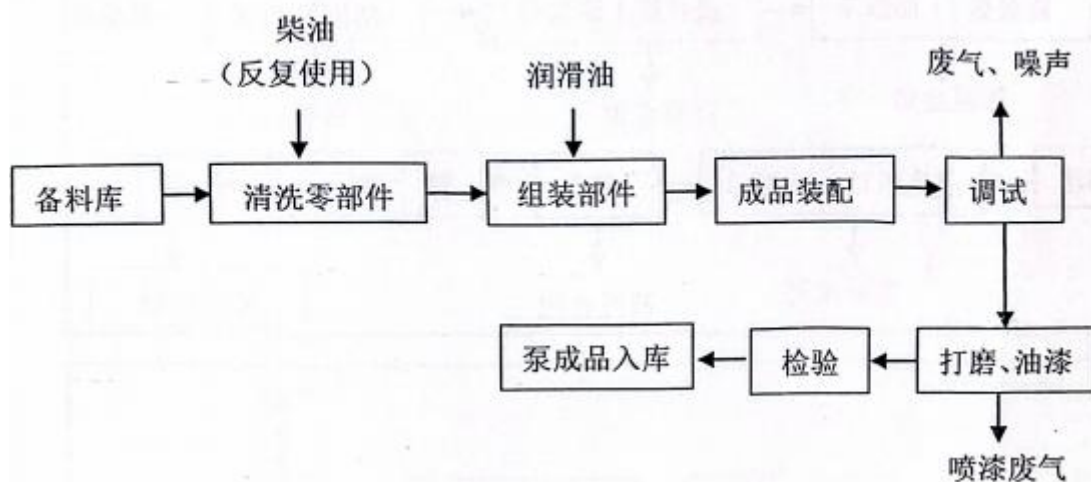 柴油
(反复使用)
润滑油
废气、噪声
备料库
清洗零部件
组装部件
成品装配
调试
泵成品入库
检验
打磨、油漆
喷漆废气